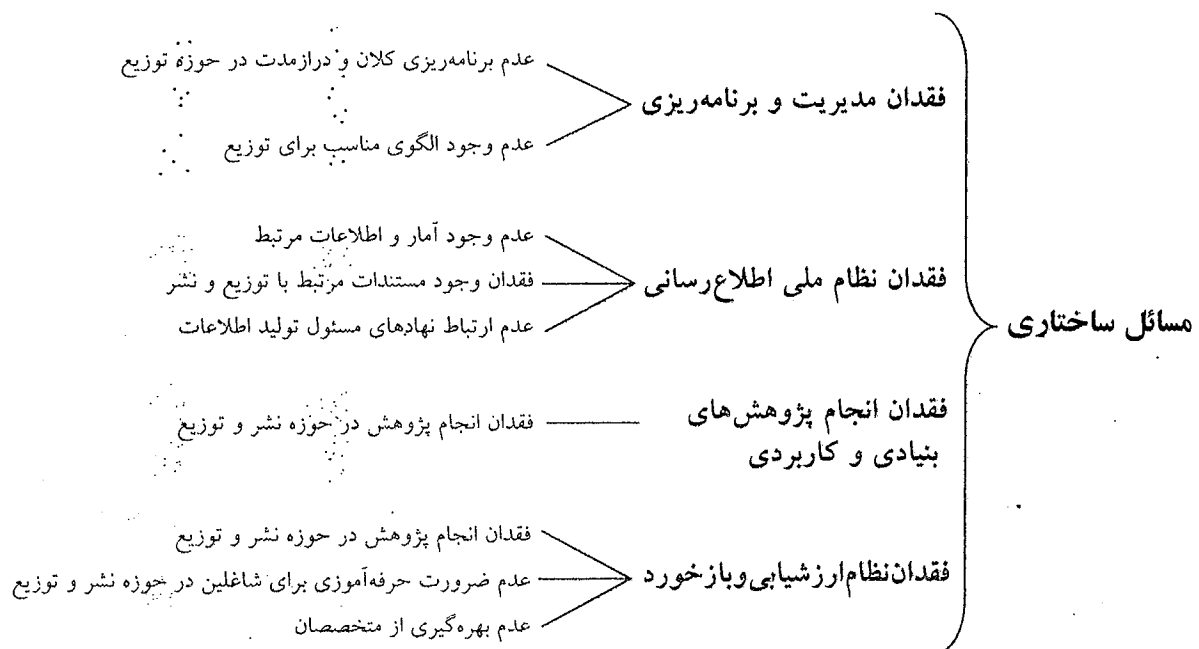 مسائل ساختاری
فقدان مدیریت و برنامه‌ریزی
عدم برنامه‌ریزی کلان و درازمدت در حوزه توزیع
عدم وجود الگوی مناسب برای توزیع
فقدان نظام ملی اطلاع‌رسانی
عدم وجود آمار و اطلاعات مرتبط
فقدان وجود مستندات مرتبط با توزیع و نشر
عدم ارتباط نهادهای مسئول تولید اطلاعات
فقدان انجام پژوهش‌های
بنیادی و کاربردی
فقدان انجام پژوهش در حوزه نشر و توزیع
فقدان نظام ارزشیابی و بازخورد
فقدان انجام پژوهش در حوزه نشر و توزیع
عدم ضرورت حرفه‌آموزی برای شاغلین در حوزه نشر و توزیع
عدم بهره‌گیری از متخصصان